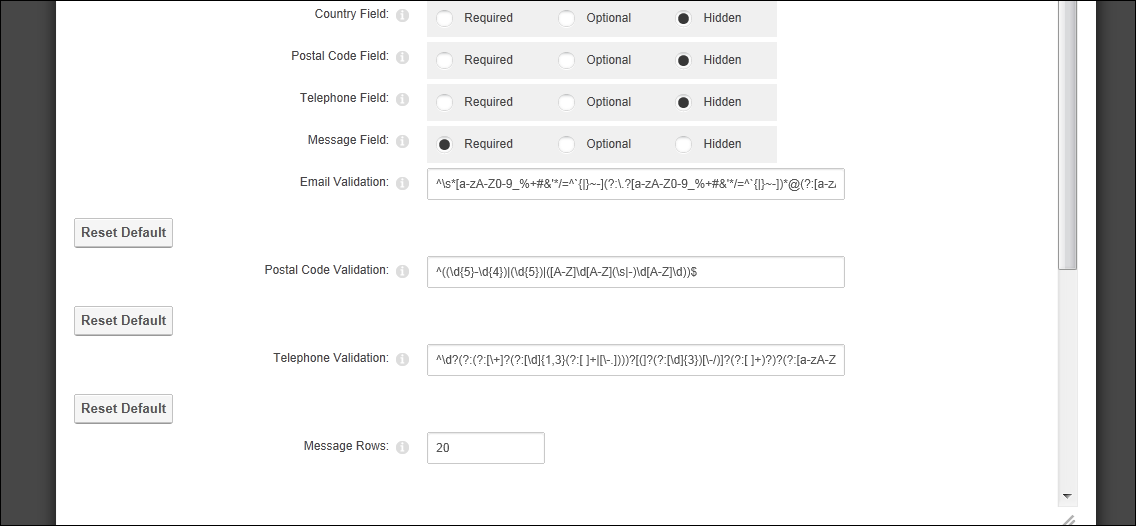 Country Field: Required Optional Hidden
Postal Code Field: Required Optional Hidden
Telephone Field: Required Optional Hidden
Message Field: Required Optional Hidden
Email Validation: ^\s*[a-zA-Z0-9_%+#&'*/=^`{|}~-](?:\.?[a-zA-Z0-9_%+#&'*/=^`{|}~-])*@(?:[a-zA
Reset Default
Postal Code Validation: ^((\d{5}-\d{4})|(\d{5})|([A-Z]\d[A-Z](\s|-)\d[A-Z]\d))$
Reset Default
Telephone Validation: ^\d?(?:(?:[\+]?(?:[\d]{1,3}(?:[ ]+|[\-.])))?[(]?(?:[\d]{3})[\-/)]?(?:[ ]+)?)?(?:[a-zA-Z
Reset Default
Message Rows: 20